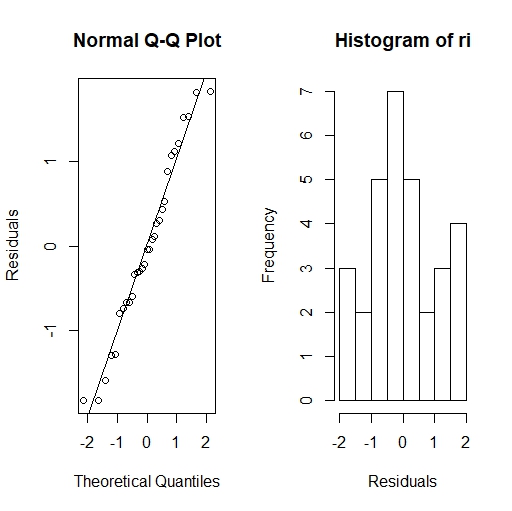 Normal Q-Q Plot
Residuals
1
0
-1
-2 -1 0 1 2
Theoretical Quantiles
Histogram of ri
Frequency
7
6
5
4
3
2
1
0
-2 -1 0 1 2
Residuals